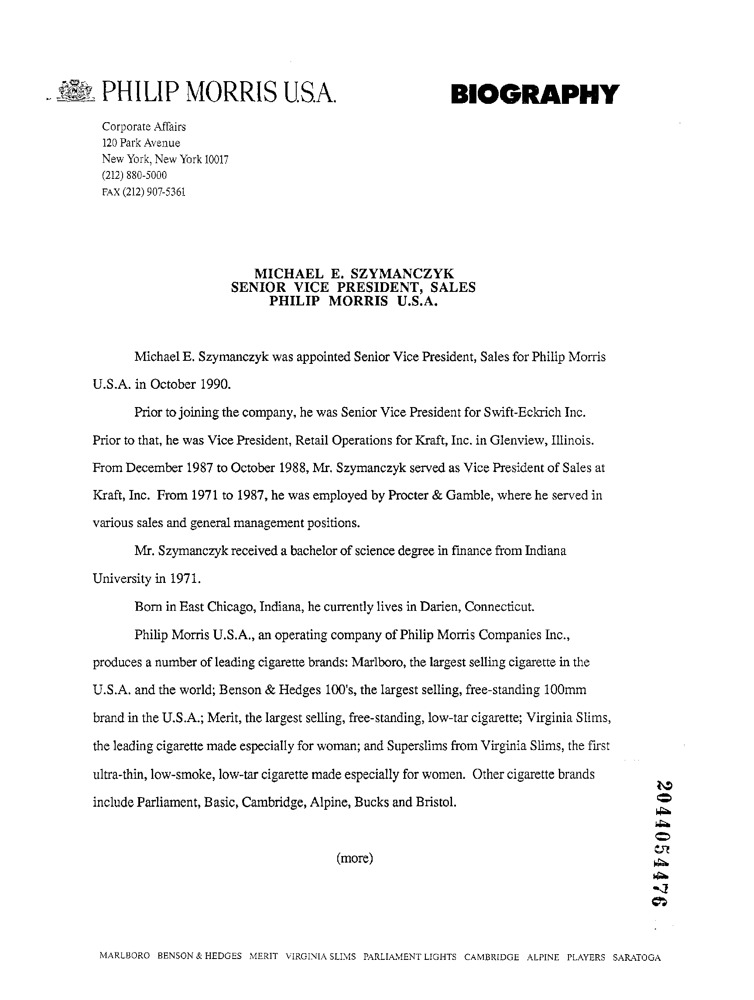 PHILIP MORRIS U.S.A.
BIOGRAPHY
Corporate Affairs
120 Park Avenue
New York, New York 10017
(212) 880-5000
FAX (212) 907-5361
MICHAEL E. SZYMANCZYK
SENIOR VICE PRESIDENT, SALES
PHILIP MORRIS U.S.A.
Michael E. Szymanczyk was appointed Senior Vice President, Sales for Philip Morris
U.S.A. in October 1990.
Prior to joining the company, he was Senior Vice President for Swift-Eckrich Inc.
Prior to that, he was Vice President, Retail Operations for Kraft, Inc. in Glenview, Illinois.
From December 1987 to October 1988, Mr. Szymanczyk served as Vice President of Sales at
Kraft, Inc. From 1971 to 1987, he was employed by Procter & Gamble, where he served in
various sales and general management positions.
Mr. Szymanczyk received a bachelor of science degree in finance from Indiana
University in 1971.
Born in East Chicago, Indiana, he currently lives in Darien, Connecticut.
Philip Morris U.S.A., an operating company of Philip Morris Companies Inc.,
produces a number of leading cigarette brands: Marlboro, the largest selling cigarette in the
U.S.A. and the world; Benson & Hedges 100's, the largest selling, free-standing 100mm
brand in the U.S.A.; Merit, the largest selling, free-standing, low-tar cigarette; Virginia Slims,
the leading cigarette made especially for woman; and Superslims from Virginia Slims, the first
ultra-thin, low-smoke, low-tar cigarette made especially for women. Other cigarette brands
include Parliament, Basic, Cambridge, Alpine, Bucks and Bristol.
(more)
2044054476
MARLBORO BENSON & HEDGES MERIT VIRGINIA SLIMS PARLIAMENT LIGHTS CAMBRIDGE ALPINE PLAYERS SARATOGA